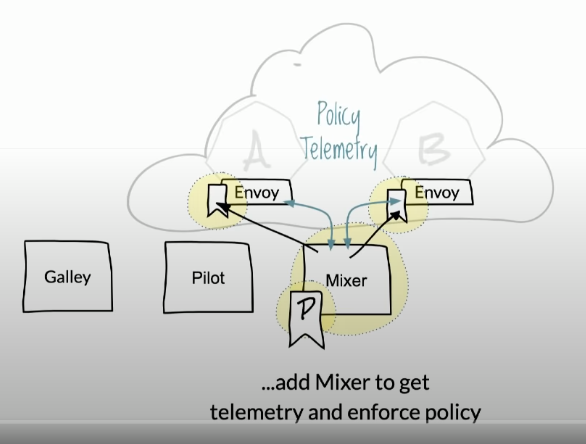 Policy
Telemetry
A
B
Envoy
Envoy
Galley
Pilot
Mixer
P
...add Mixer to get
telemetry and enforce policy